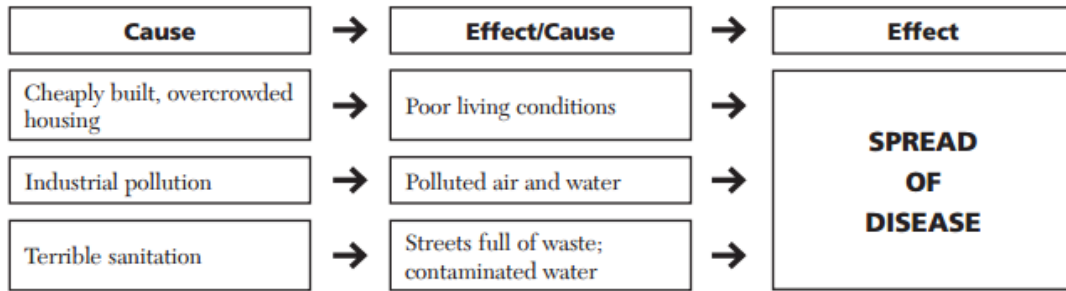 Cause → Effect/Cause → Effect
Cheaply built, overcrowded
housing
→ Poor living conditions →
Industrial pollution → Polluted air and water →
Terrible sanitation → Streets full of waste;
contaminated water →
SPREAD
OF
DISEASE